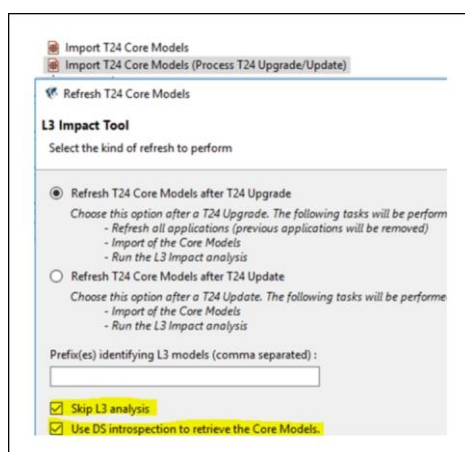 Import T24 Core Models
Import T24 Core Models (Process T24 Upgrade/Update)
Refresh T24 Core Models
L3 Impact Tool
Select the kind of refresh to perform
Refresh T24 Core Models after T24 Upgrade
Choose this option after a T24 Upgrade. The following tasks will be perform
- Refresh all applications (previous applications will be removed)
- Import of the Core Models
- Run the L3 Impact analysis
Refresh T24 Core Models after T24 Update
Choose this option after a T24 Update. The following tasks will be performe
- Import of the Core Models
- Run the L3 Impact analysis
Prefix(es) identifying L3 models (comma separated) :
Skip L3 analysis
Use DS introspection to retrieve the Core Models.